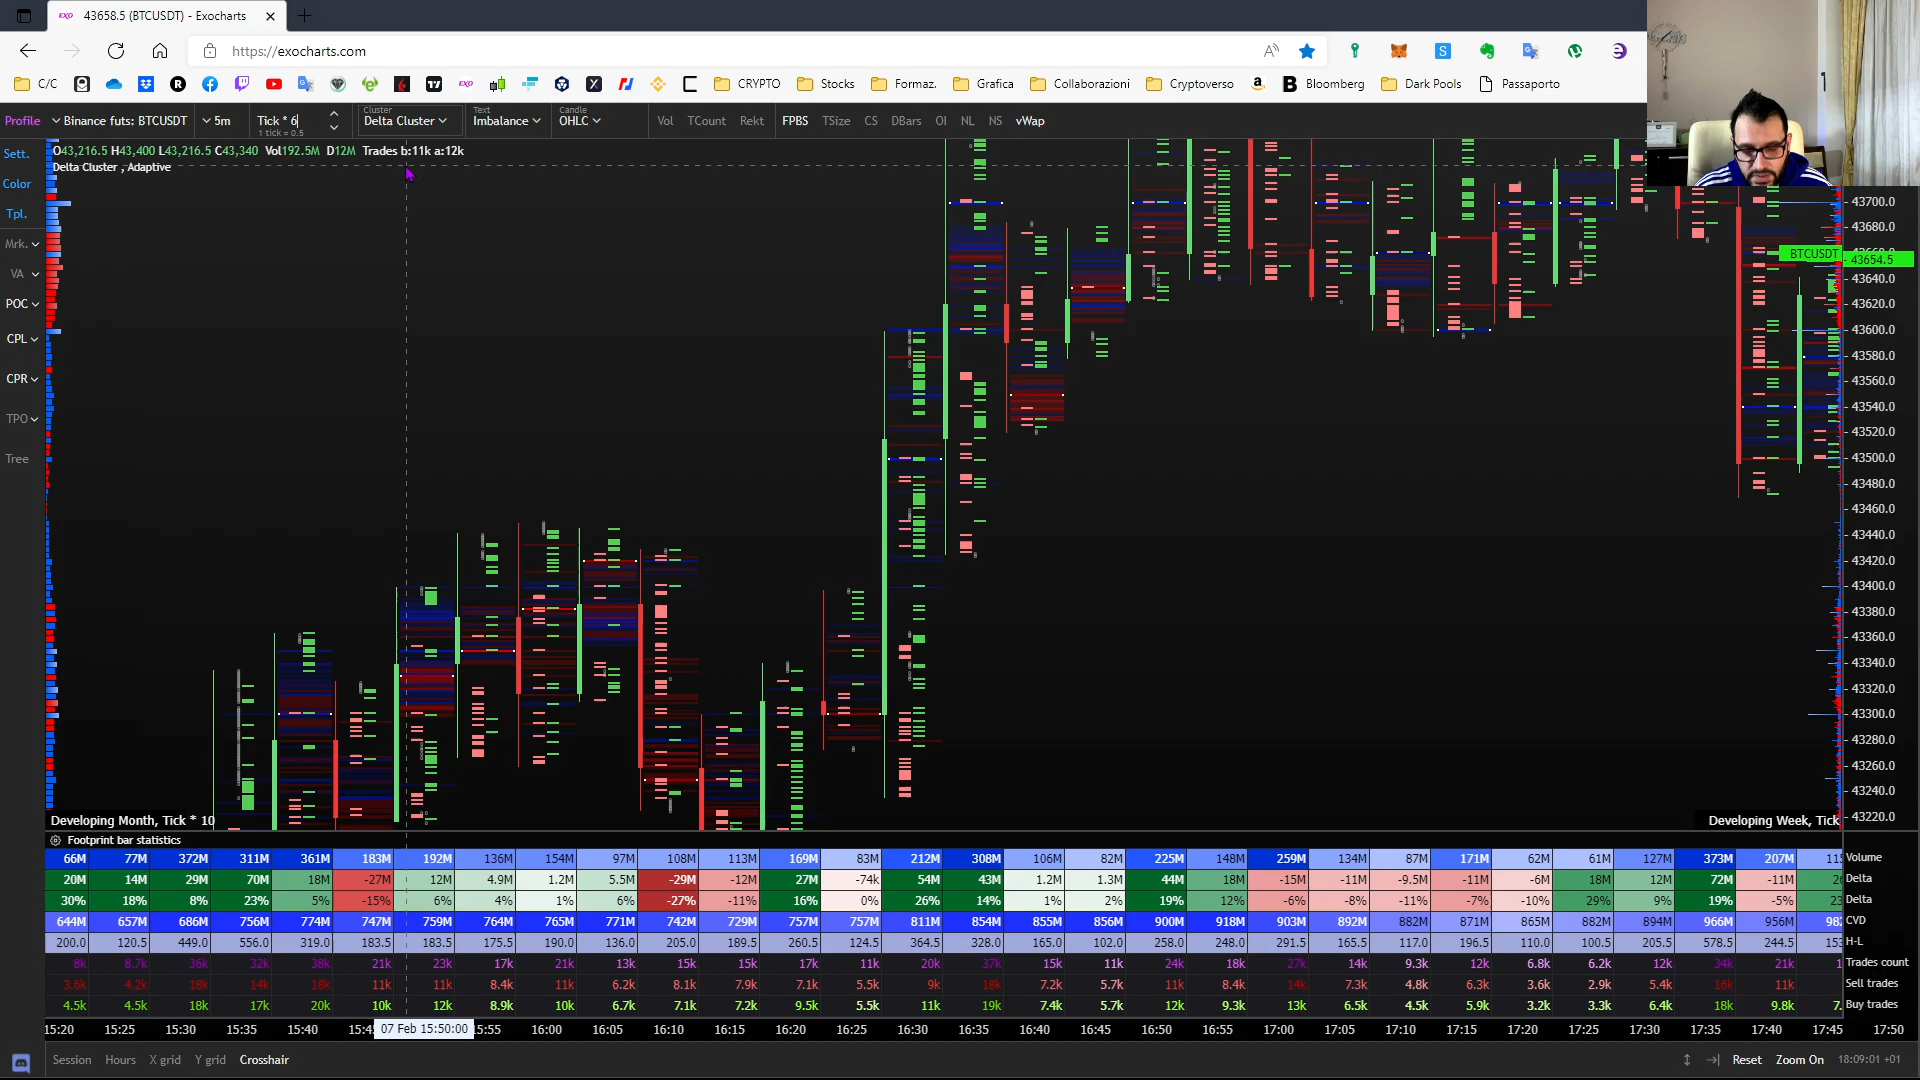 43658.5 (BTCUSDT) - Exocharts
https://exocharts.com
C/C CRYPTO Stocks Formaz. Grafica Collaborazioni Cryptoverso Bloomberg Dark Pools Passaporto
Cluster Text Candle
Profile Binance futs: BTCUSDT 5m Tick * 6 Delta Cluster Imbalance OHLC Vol TCount Rekt FPBS TSize CS DBars OI NL NS vWap
1 tick = 0.5
O43,216.5 H43,400 L43,216.5 C43,340 Vol192.5M D12M Trades b:11k a:12k
Delta Cluster , Adaptive
Sett.
Color
Tpl.
Mrk.
VA
POC
CPL
CPR
TPO
Tree
43700.0
43680.0
BTCUSDT 43654.5
43640.0
43620.0
43600.0
43580.0
43560.0
43540.0
43520.0
43500.0
43480.0
43460.0
43440.0
43420.0
43400.0
43380.0
43360.0
43340.0
43320.0
43300.0
43280.0
43260.0
43240.0
43220.0
Developing Month, Tick * 10 Developing Week, Tick
Footprint bar statistics
66M 77M 372M 311M 361M 183M 192M 136M 154M 97M 108M 113M 169M 83M 212M 308M 106M 82M 225M 148M 259M 134M 87M 171M 62M 61M 127M 373M 207M Volume
20M 14M 29M 70M 18M -27M 12M 4.9M 1.2M 5.5M -29M -12M 27M -74k 54M 43M 1.2M 1.3M 44M 18M -15M -11M -9.5M -11M -6M 18M 12M 72M -11M Delta
30% 18% 8% 23% 5% -15% 6% 4% 1% 6% -27% -11% 16% 0% 26% 14% 1% 2% 19% 12% -6% -8% -11% -7% -10% 29% 9% 19% -5% Delta
644M 657M 686M 756M 774M 747M 759M 764M 765M 771M 742M 729M 757M 757M 811M 854M 855M 856M 900M 918M 903M 892M 882M 871M 865M 882M 894M 966M 956M CVD
200.0 120.5 449.0 556.0 319.0 183.5 183.5 175.5 190.0 136.0 205.0 189.5 260.5 124.5 364.5 328.0 165.0 102.0 258.0 248.0 291.5 165.5 117.0 196.5 110.0 100.5 205.5 578.5 244.5 H-L
8k 8.7k 36k 32k 38k 21k 23k 17k 21k 13k 15k 15k 17k 11k 20k 37k 15k 11k 24k 18k 27k 14k 9.3k 12k 6.8k 6.2k 12k 34k 21k Trades count
3.6k 4.2k 18k 14k 18k 11k 11k 8.4k 11k 6.2k 8.1k 7.9k 7.1k 5.5k 9k 18k 7.2k 5.7k 11k 8.4k 14k 7.3k 4.8k 6.3k 3.6k 2.9k 5.4k 16k 11k Sell trades
4.5k 4.5k 18k 17k 20k 10k 12k 8.9k 10k 6.7k 7.1k 7.2k 9.5k 5.5k 11k 19k 7.4k 5.7k 12k 9.3k 13k 6.5k 4.5k 5.9k 3.2k 3.3k 6.4k 18k 9.8k Buy trades
15:20 15:25 15:30 15:35 15:40 07 Feb 15:50:00 16:00 16:05 16:10 16:15 16:20 16:25 16:30 16:35 16:40 16:45 16:50 16:55 17:00 17:05 17:10 17:15 17:20 17:25 17:30 17:35 17:40 17:45 17:50
Session Hours X grid Y grid Crosshair Reset Zoom On 18:09:01 +01